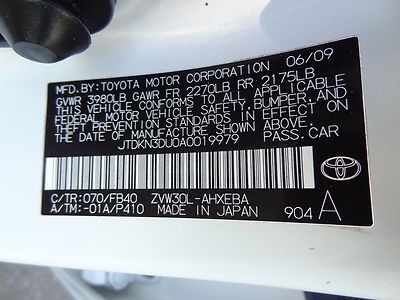 MFD.BY:TOYOTA MOTOR CORPORATION 06/09
GVWR 3980LB GAWR FR 2270LB RR 2175LB
THIS VEHICLE CONFORMS TO ALL APPLICABLE
FEDERAL MOTOR VEHICLE SAFETY, BUMPER, AND
THEFT PREVENTION STANDARDS IN EFFECT ON
THE DATE OF MANUFACTURE SHOWN ABOVE.
JTDKN3DU0A0019979 PASS.CAR
C/TR:070/FB40 ZVW30L-AHXEBA
A/TM:-01A/P410 MADE IN JAPAN 904 A